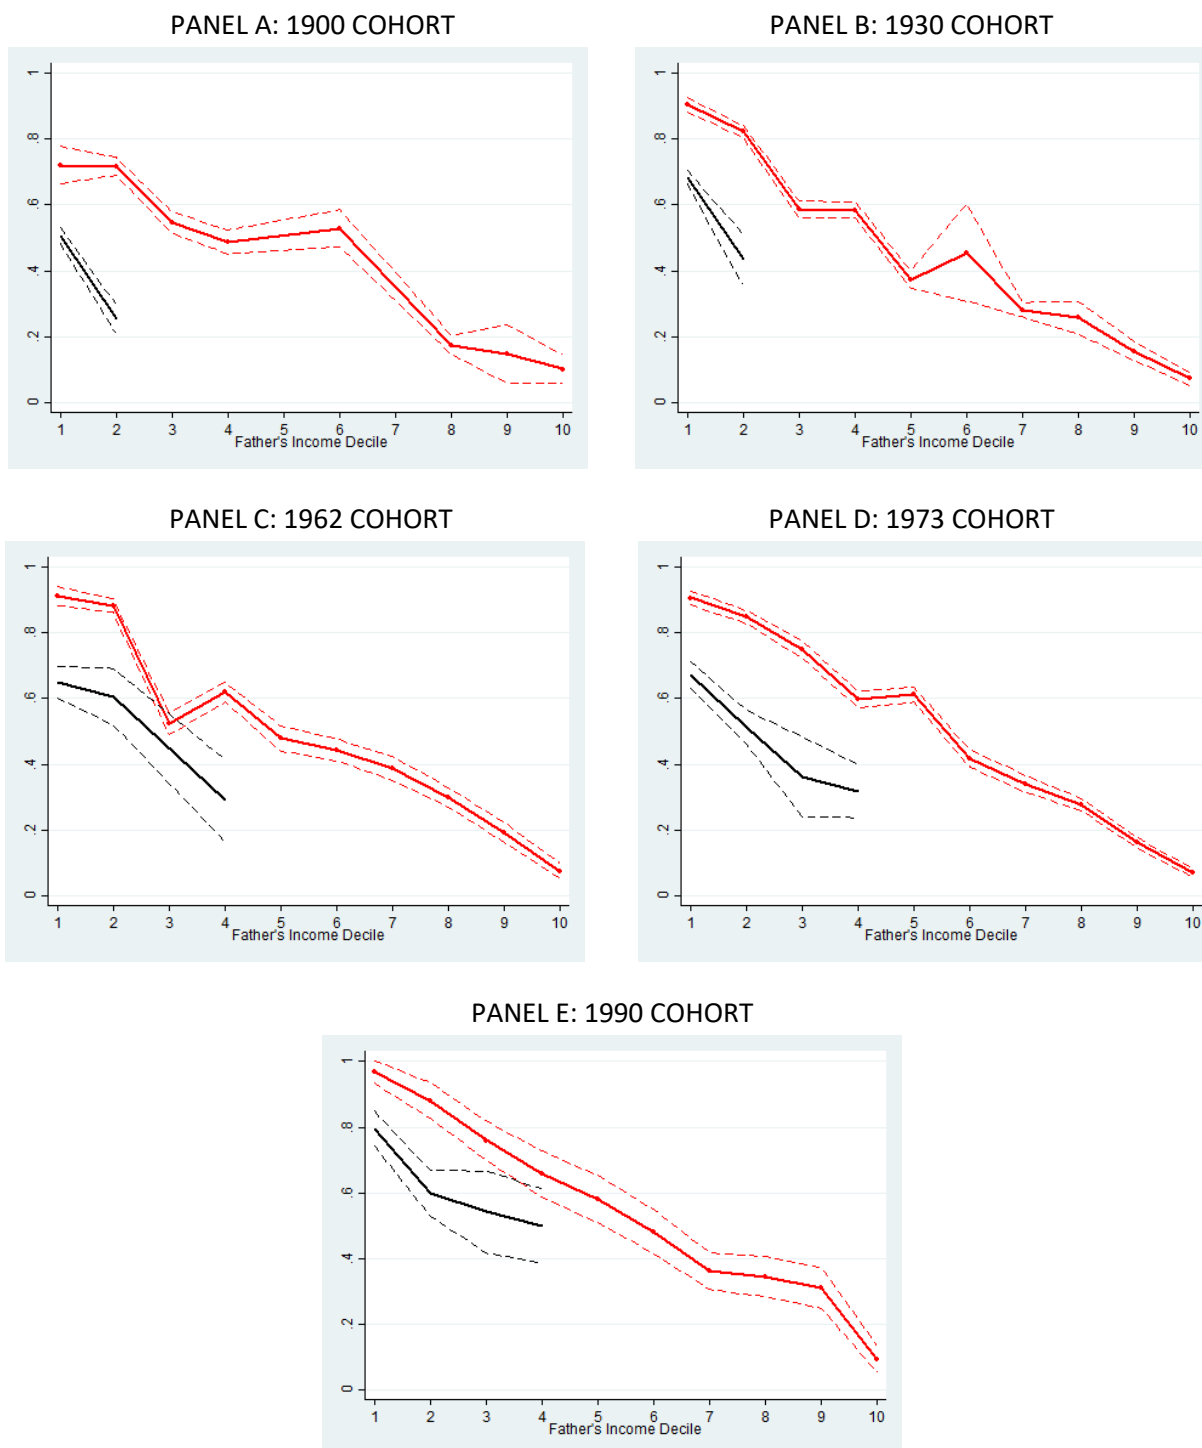 PANEL A: 1900 COHORT
1
.8
.6
.4
.2
0
1 2 3 4 5 6 7 8 9 10
Father's Income Decile
PANEL B: 1930 COHORT
1
.8
.6
.4
.2
0
1 2 3 4 5 6 7 8 9 10
Father's Income Decile
PANEL C: 1962 COHORT
1
.8
.6
.4
.2
0
1 2 3 4 5 6 7 8 9 10
Father's Income Decile
PANEL D: 1973 COHORT
1
.8
.6
.4
.2
0
1 2 3 4 5 6 7 8 9 10
Father's Income Decile
PANEL E: 1990 COHORT
1
.8
.6
.4
.2
0
1 2 3 4 5 6 7 8 9 10
Father's Income Decile